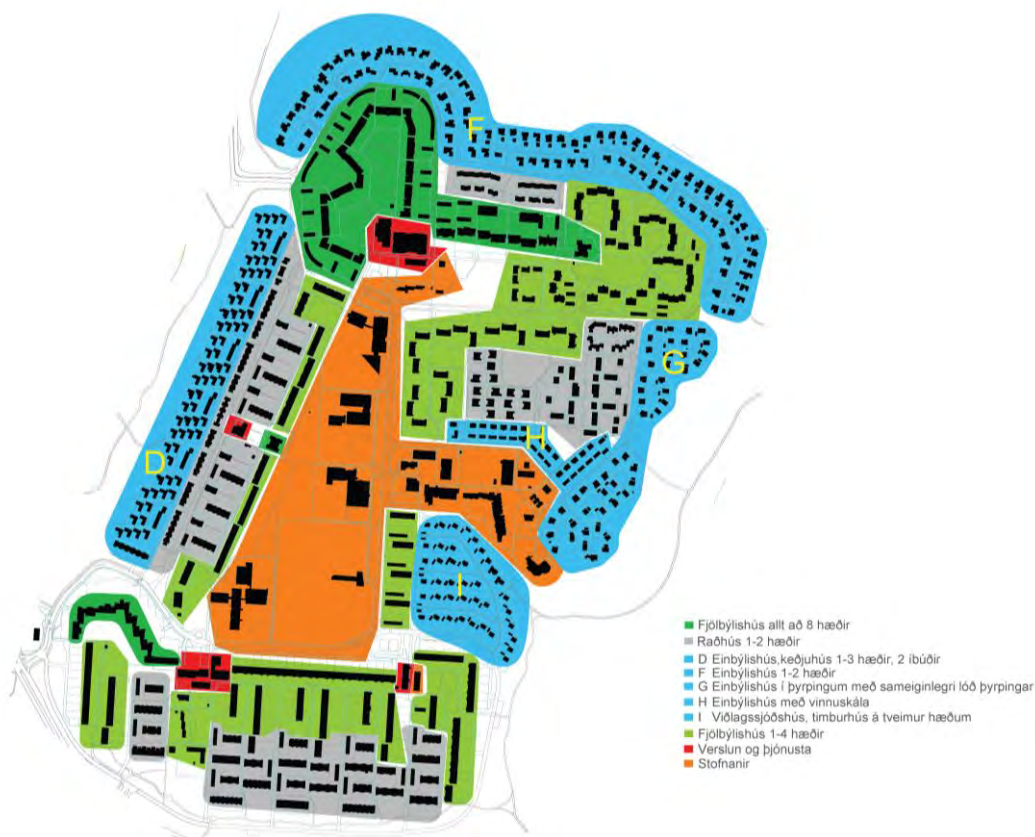 F
G
H
D
I
Fjölbýlishús allt að 8 hæðir
Raðhús 1-2 hæðir
D Einbýlishús,keðjuhús 1-3 hæðir, 2 íbúðir
F Einbýlishús 1-2 hæðir
G Einbýlishús í þyrpingum með sameiginlegri lóð þyrpingar
H Einbýlishús með vinnuskála
I Viðlagssjóðshús, timburhús á tveimur hæðum
Fjölbýlishús 1-4 hæðir
Verslun og þjónusta
Stofnanir